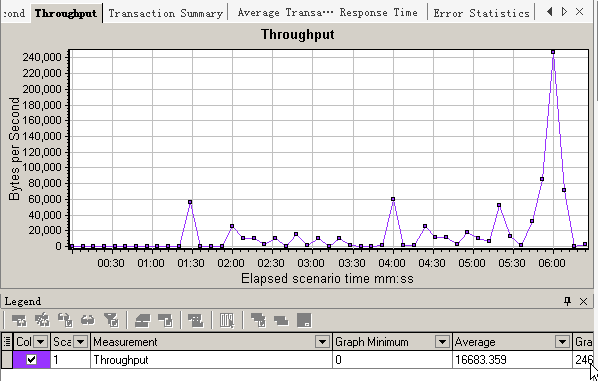 ond Throughput Transaction Summary Average Transa··· Response Time Error Statistics
Throughput
240,000
220,000
200,000
180,000
160,000
140,000
120,000
100,000
80,000
60,000
40,000
20,000
0
Bytes per Second
00:30 01:00 01:30 02:00 02:30 03:00 03:30 04:00 04:30 05:00 05:30 06:00
Elapsed scenario time mm:ss
Legend
Col Sca Measurement Graph Minimum Average Gra
1 Throughput 0 16683.359 246